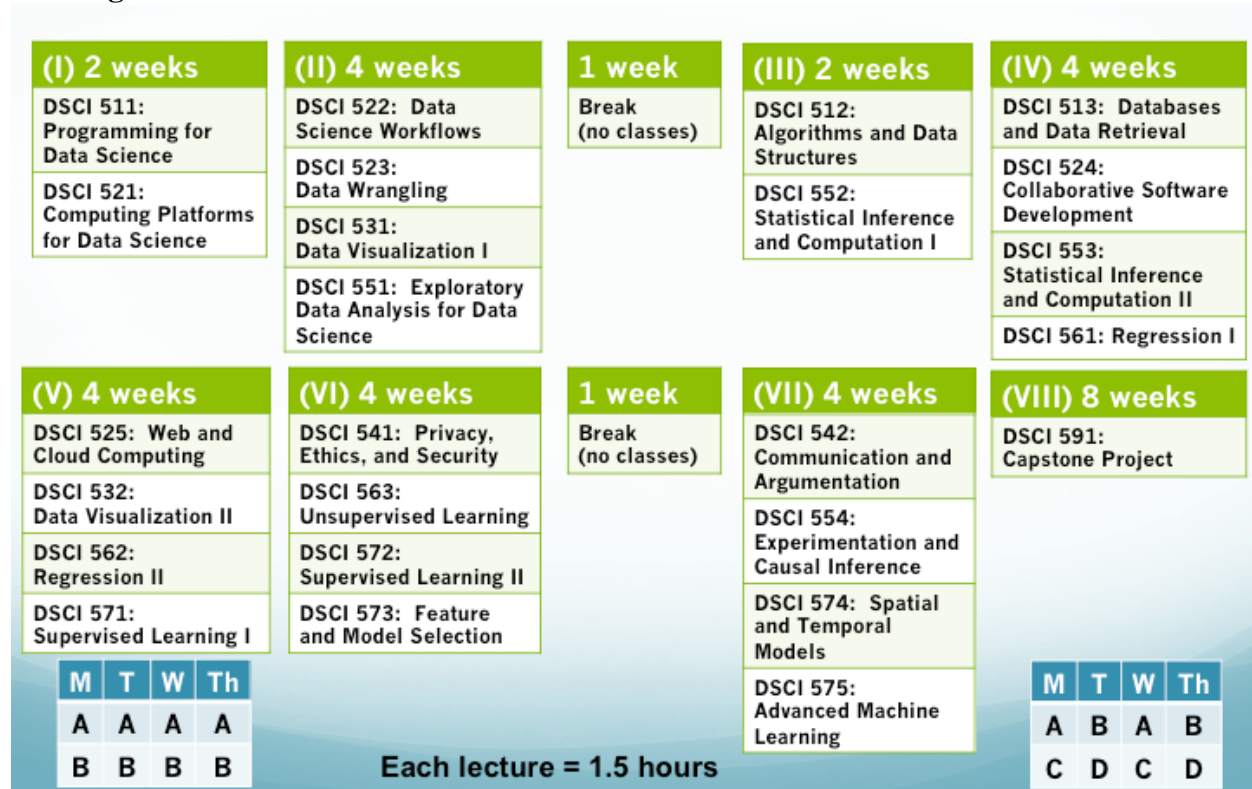 (I) 2 weeks
DSCI 511:
Programming for
Data Science
DSCI 521:
Computing Platforms
for Data Science
(II) 4 weeks
DSCI 522: Data
Science Workflows
DSCI 523:
Data Wrangling
DSCI 531:
Data Visualization I
DSCI 551: Exploratory
Data Analysis for Data
Science
1 week
Break
(no classes)
(III) 2 weeks
DSCI 512:
Algorithms and Data
Structures
DSCI 552:
Statistical Inference
and Computation I
(IV) 4 weeks
DSCI 513: Databases
and Data Retrieval
DSCI 524:
Collaborative Software
Development
DSCI 553:
Statistical Inference
and Computation II
DSCI 561: Regression I
(V) 4 weeks
DSCI 525: Web and
Cloud Computing
DSCI 532:
Data Visualization II
DSCI 562:
Regression II
DSCI 571:
Supervised Learning I
(VI) 4 weeks
DSCI 541: Privacy,
Ethics, and Security
DSCI 563:
Unsupervised Learning
DSCI 572:
Supervised Learning II
DSCI 573: Feature
and Model Selection
1 week
Break
(no classes)
(VII) 4 weeks
DSCI 542:
Communication and
Argumentation
DSCI 554:
Experimentation and
Causal Inference
DSCI 574: Spatial
and Temporal
Models
DSCI 575:
Advanced Machine
Learning
(VIII) 8 weeks
DSCI 591:
Capstone Project
M T W Th
A A A A
B B B B
Each lecture = 1.5 hours
M T W Th
A B A B
C D C D